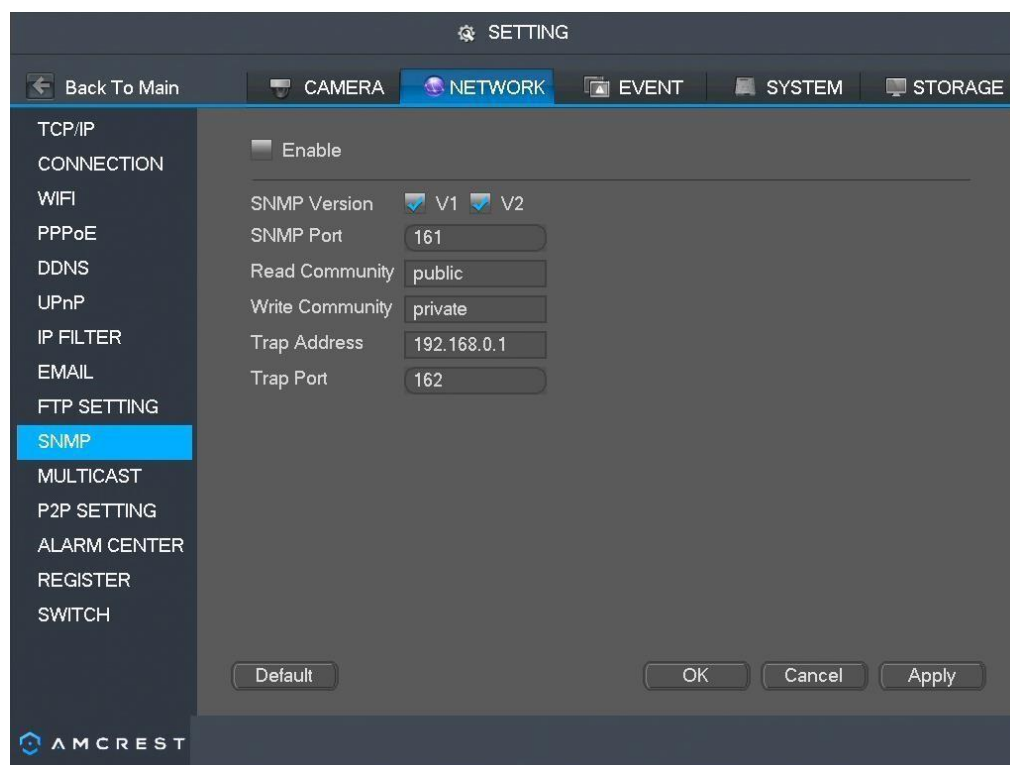 SETTING
Back To Main CAMERA NETWORK EVENT SYSTEM STORAGE
TCP/IP
CONNECTION
WIFI
PPPoE
DDNS
UPnP
IP FILTER
EMAIL
FTP SETTING
SNMP
MULTICAST
P2P SETTING
ALARM CENTER
REGISTER
SWITCH
Enable
SNMP Version V1 V2
SNMP Port 161
Read Community public
Write Community private
Trap Address 192.168.0.1
Trap Port 162
Default OK Cancel Apply
AMCREST